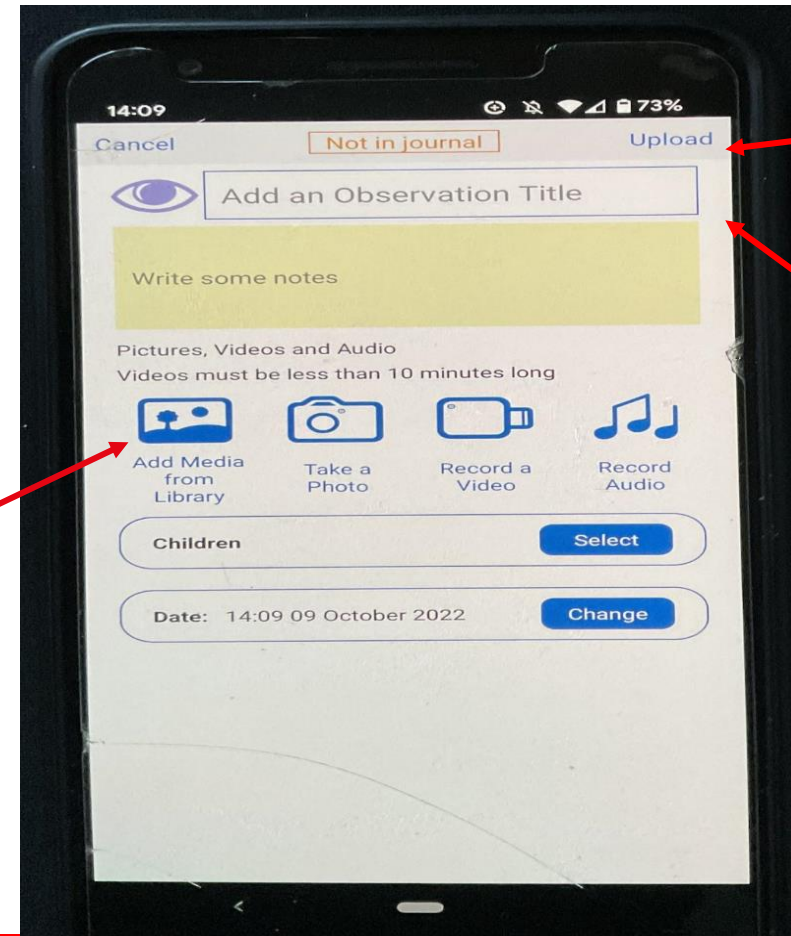 14:09 73%
Cancel Not in journal Upload
Add an Observation Title
Write some notes
Pictures, Videos and Audio
Videos must be less than 10 minutes long
Add Media
from
Library
Take a
Photo
Record a
Video
Record
Audio
Children Select
Date: 14:09 09 October 2022 Change